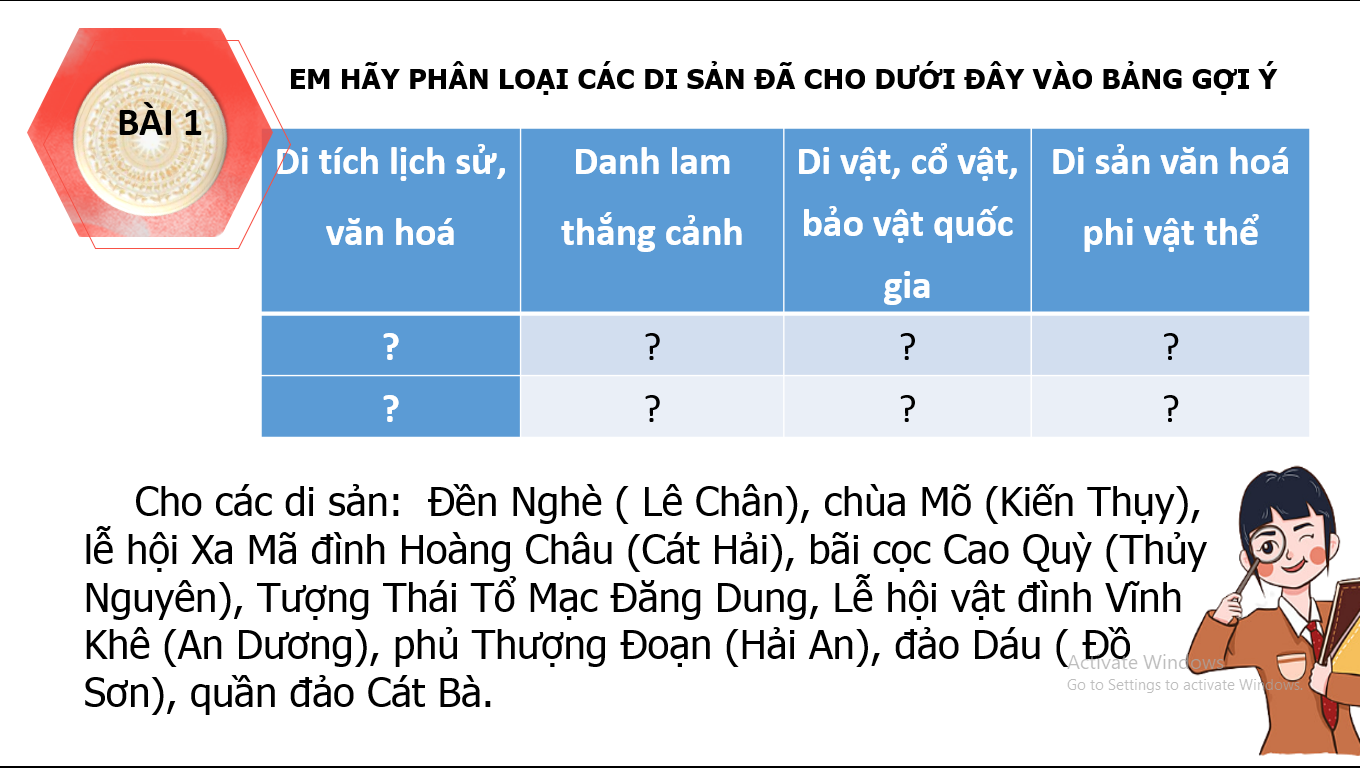 EM HÃY PHÂN LOẠI CÁC DI SẢN ĐÃ CHO DƯỚI ĐÂY VÀO BẢNG GỢI Ý
BÀI 1
Di tích lịch sử,
văn hoá
Danh lam
thắng cảnh
Di vật, cổ vật,
bảo vật quốc
gia
Di sản văn hoá
phi vật thể
? ? ? ?
? ? ? ?
Cho các di sản: Đền Nghè ( Lê Chân), chùa Mõ (Kiến Thụy),
lễ hội Xa Mã đình Hoàng Châu (Cát Hải), bãi cọc Cao Quỳ (Thủy
Nguyên), Tượng Thái Tổ Mạc Đăng Dung, Lễ hội vật đình Vĩnh
Khê (An Dương), phủ Thượng Đoạn (Hải An), đảo Dáu ( Đồ
Sơn), quần đảo Cát Bà.
Activate Windows
Go to Settings to activate Windows.